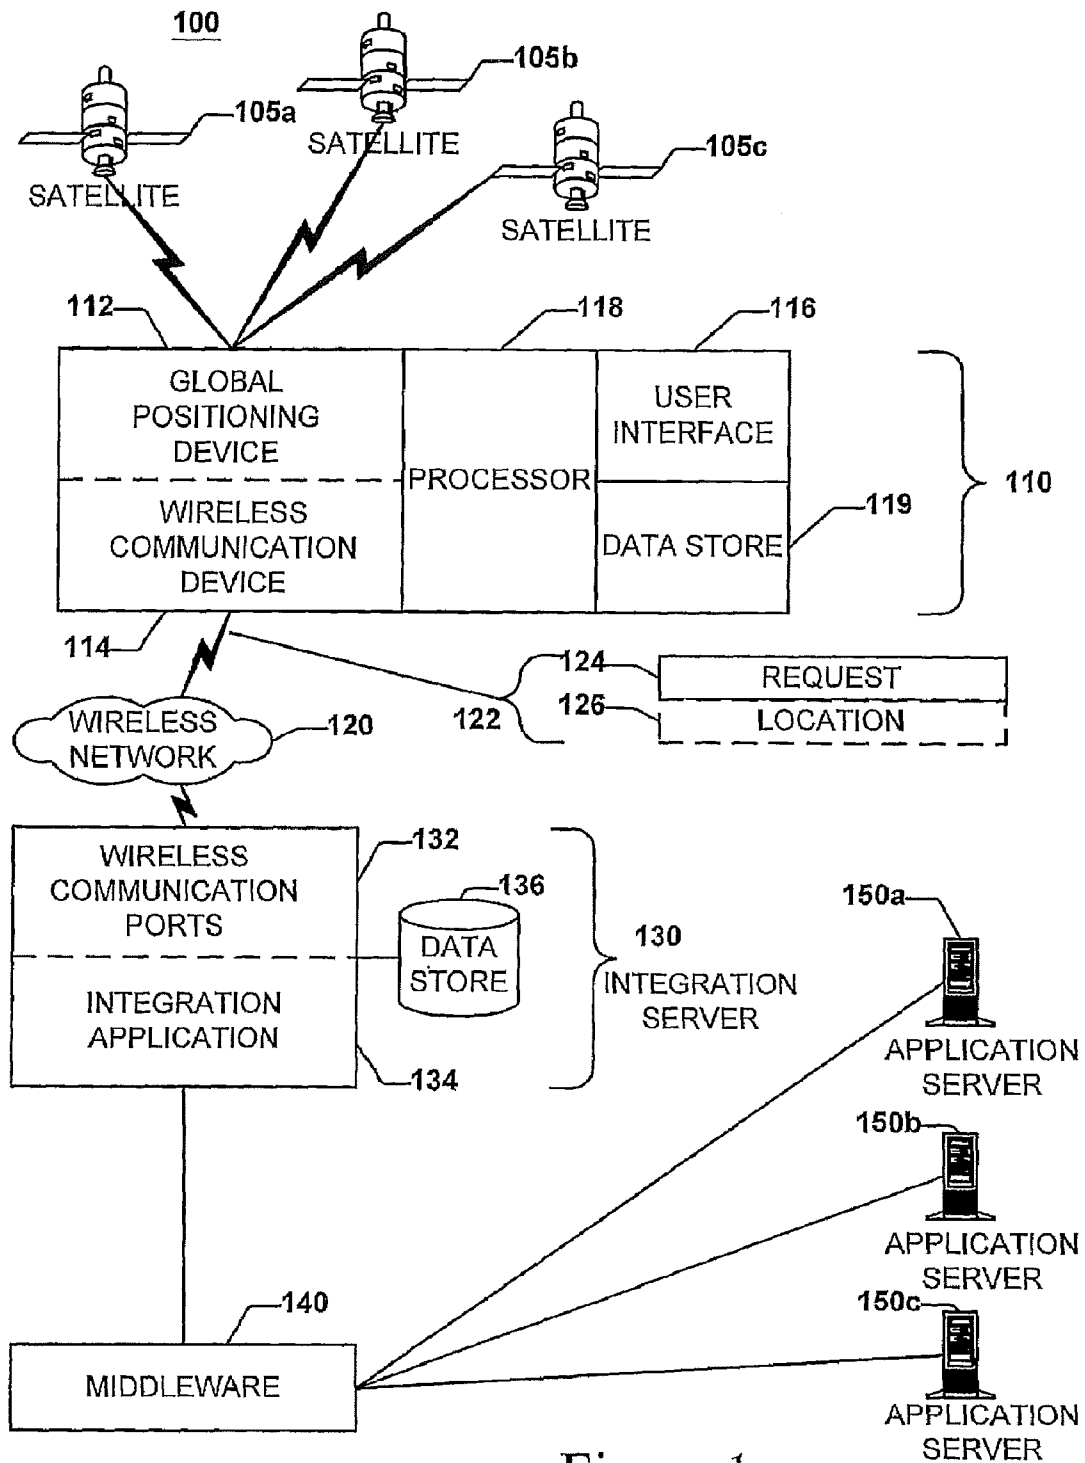 100
105b
105a
SATELLITE
105c
SATELLITE
SATELLITE
112
118
116
GLOBAL
POSITIONING
DEVICE
PROCESSOR
USER
INTERFACE
110
WIRELESS
COMMUNICATION
DEVICE
119
DATA STORE
114
124
REQUEST
122
126
LOCATION
WIRELESS
NETWORK
120
WIRELESS
COMMUNICATION
PORTS
132
136
DATA
STORE
130
INTEGRATION
SERVER
INTEGRATION
APPLICATION
134
150a
APPLICATION
SERVER
150b
APPLICATION
SERVER
150c
APPLICATION
SERVER
140
MIDDLEWARE